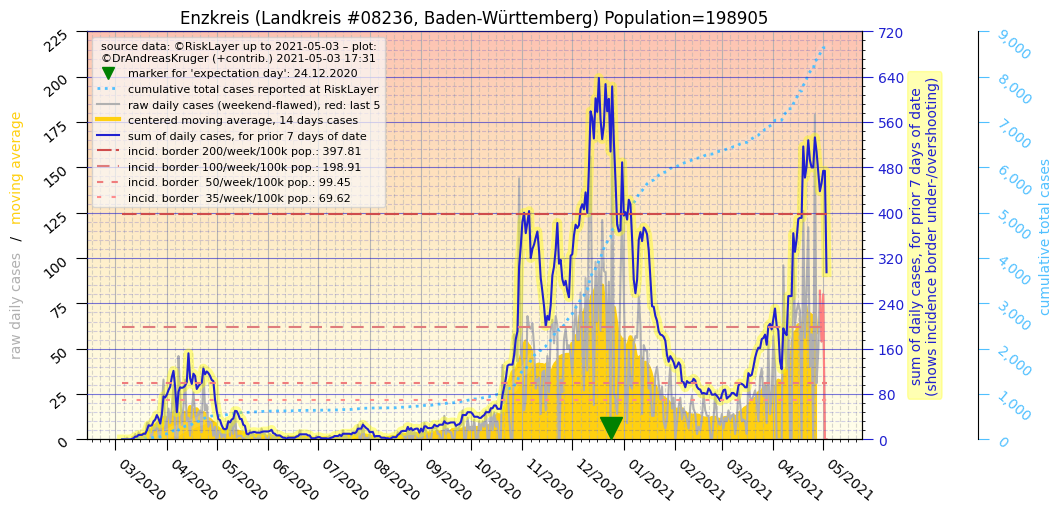 Enzkreis (Landkreis #08236, Baden-Württemberg) Population=198905
source data: ©RiskLayer up to 2021-05-03 – plot:
©DrAndreasKruger (+contrib.) 2021-05-03 17:31
marker for 'expectation day': 24.12.2020
cumulative total cases reported at RiskLayer
raw daily cases (weekend-flawed), red: last 5
centered moving average, 14 days cases
sum of daily cases, for prior 7 days of date
incid. border 200/week/100k pop.: 397.81
incid. border 100/week/100k pop.: 198.91
incid. border  50/week/100k pop.: 99.45
incid. border  35/week/100k pop.: 69.62
raw daily cases / moving average
225
200
175
150
125
100
75
50
25
0
03/2020
04/2020
05/2020
06/2020
07/2020
08/2020
09/2020
10/2020
11/2020
12/2020
01/2021
02/2021
03/2021
04/2021
05/2021
720
640
560
480
400
320
240
160
80
0
sum of daily cases, for prior 7 days of date
(shows incidence border under-/overshooting)
9,000
8,000
7,000
6,000
5,000
4,000
3,000
2,000
1,000
0
cumulative total cases